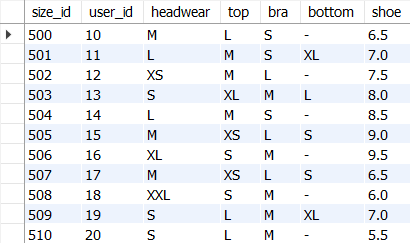 size_id user_id headwear top bra bottom shoe
500 10 M L S - 6.5
501 11 L M S XL 7.0
502 12 XS M L - 7.5
503 13 S XL M L 8.0
504 14 L M S - 8.5
505 15 M XS L S 9.0
506 16 XL S M - 9.5
507 17 M XS L S 6.5
508 18 XXL S M - 6.0
509 19 S L M XL 7.0
510 20 S L M - 5.5